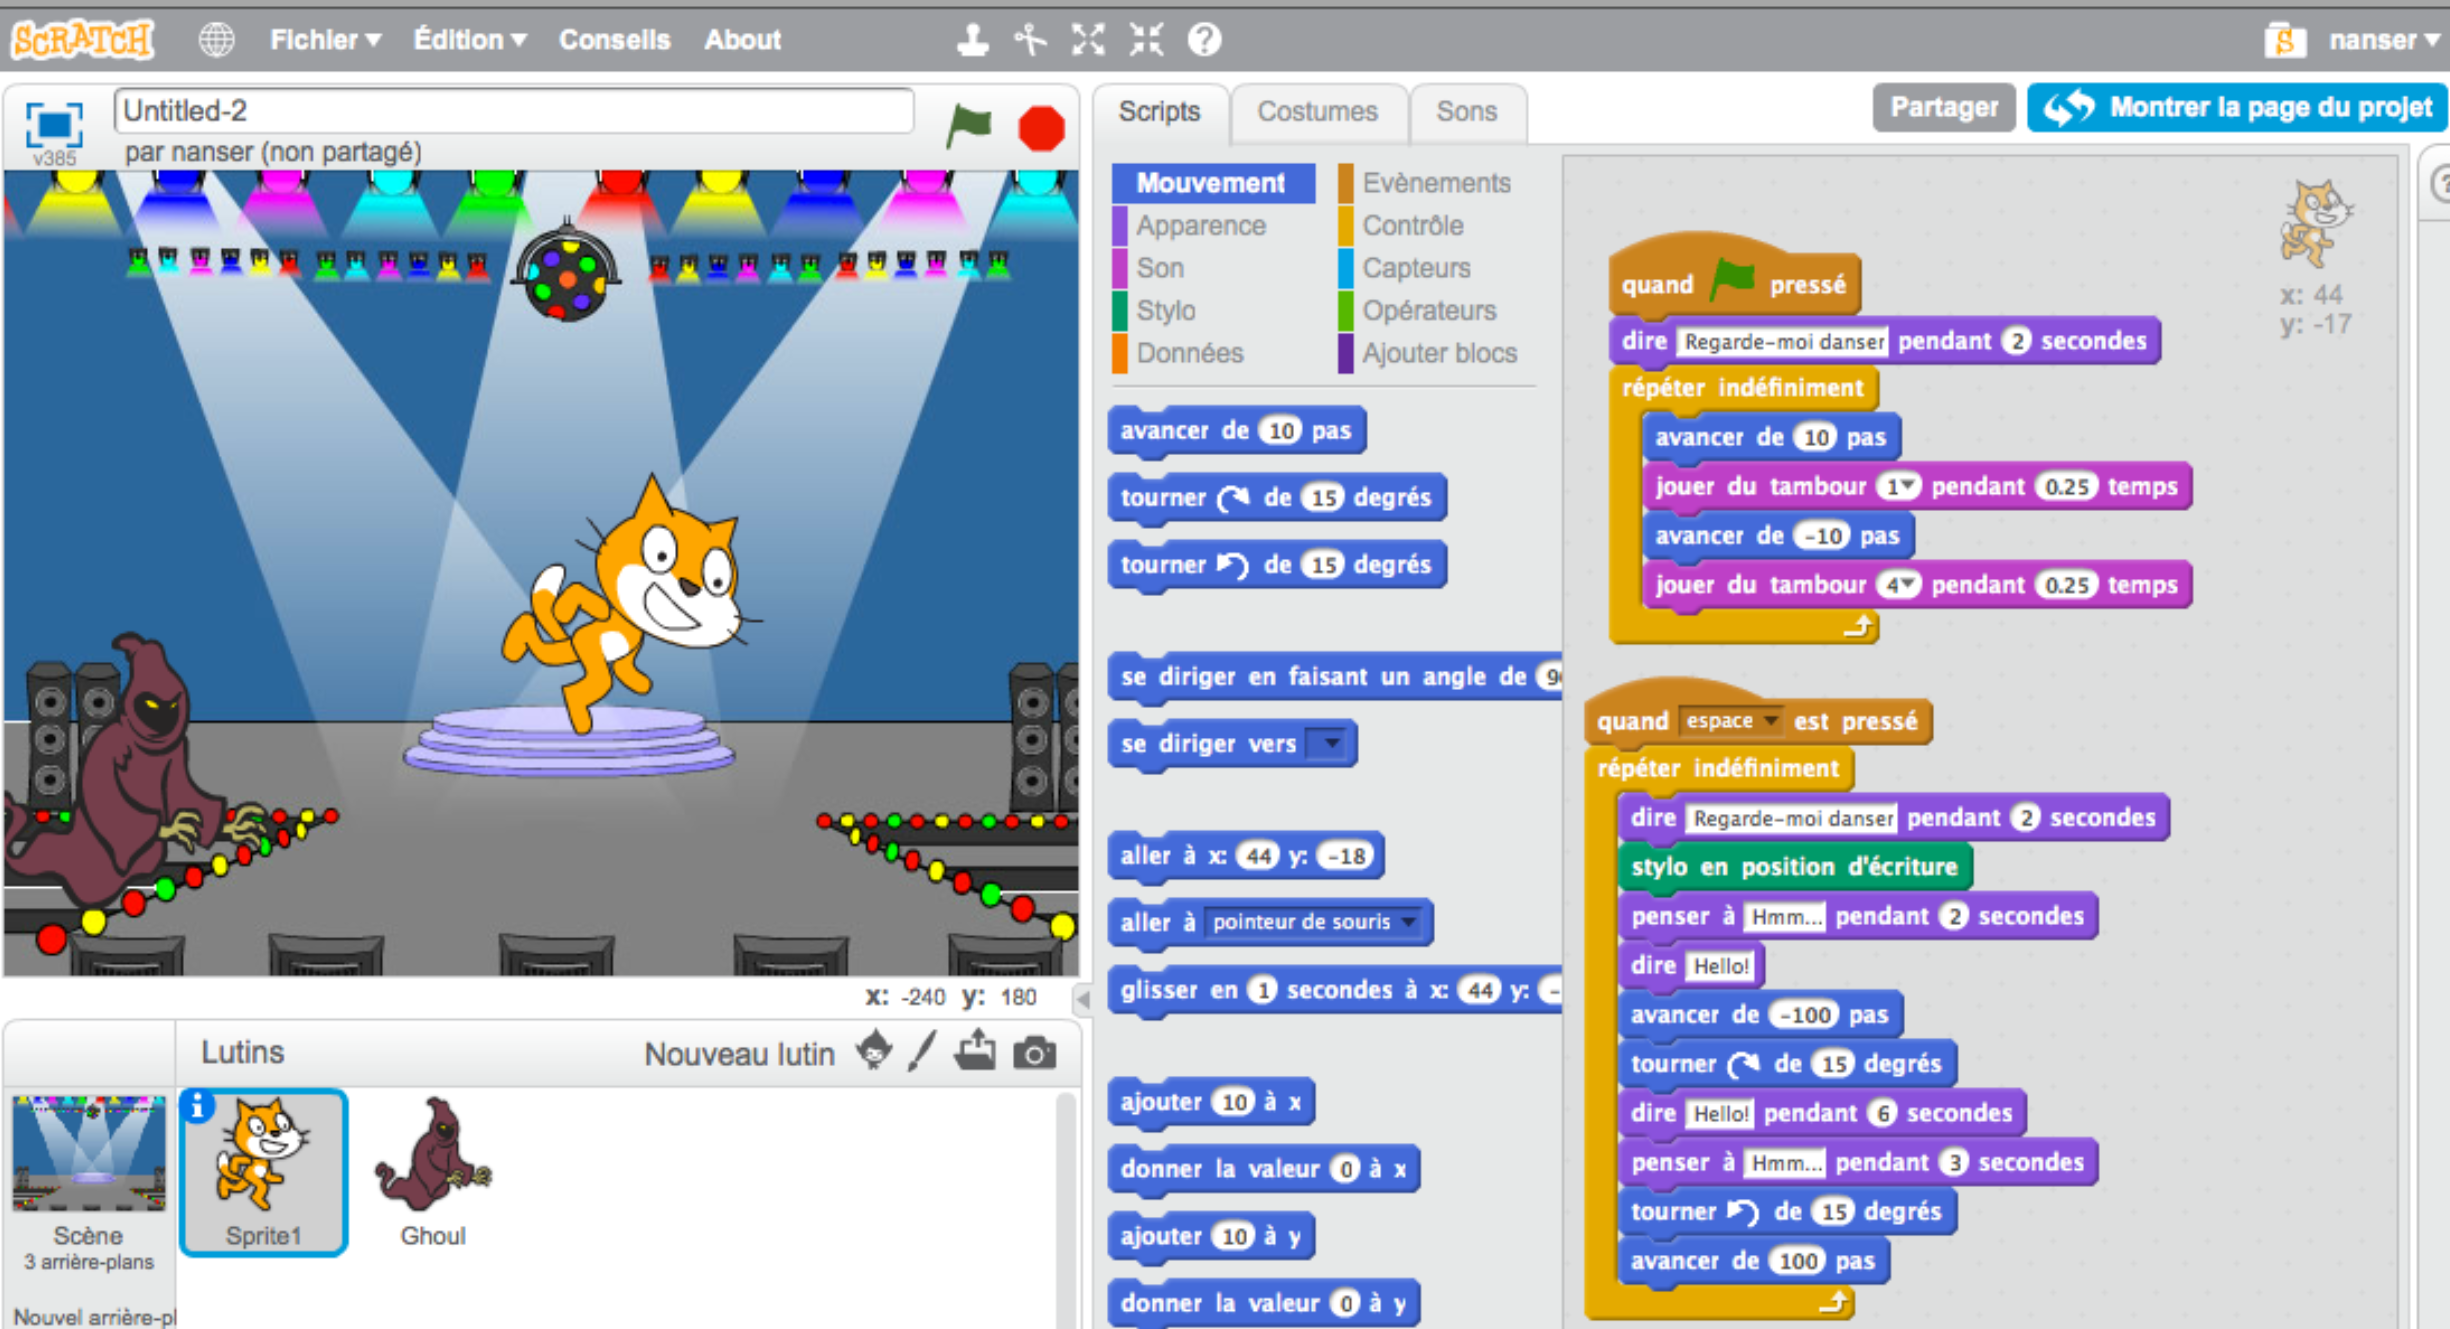 SCRATCH Fichier▼ Édition▼ Conseils About nanser▼
Untitled-2
v385 par nanser (non partagé)
Scripts Costumes Sons Partager Montrer la page du projet
Mouvement Evènements
Apparence Contrôle
Son Capteurs
Stylo Opérateurs
Données Ajouter blocs
avancer de 10 pas
tourner de 15 degrés
tourner de 15 degrés
se diriger en faisant un angle de
se diriger vers
aller à x: 44 y: -18
aller à pointeur de souris
glisser en 1 secondes à x: 44 y: -
ajouter 10 à x
donner la valeur 0 à x
ajouter 10 à y
donner la valeur 0 à y
x: 44
y: -17
quand pressé
dire Regarde-moi danser pendant 2 secondes
répéter indéfiniment
avancer de 10 pas
jouer du tambour 1▼ pendant 0.25 temps
avancer de -10 pas
jouer du tambour 4▼ pendant 0.25 temps
quand espace est pressé
répéter indéfiniment
dire Regarde-moi danser pendant 2 secondes
stylo en position d'écriture
penser à Hmm... pendant 2 secondes
dire Hello!
avancer de -100 pas
tourner de 15 degrés
dire Hello! pendant 6 secondes
penser à Hmm... pendant 3 secondes
tourner de 15 degrés
avancer de 100 pas
x: -240 y: 180
Lutins Nouveau lutin
Scène
3 arrière-plans
Sprite1
Ghoul
Nouvel arrière-pl